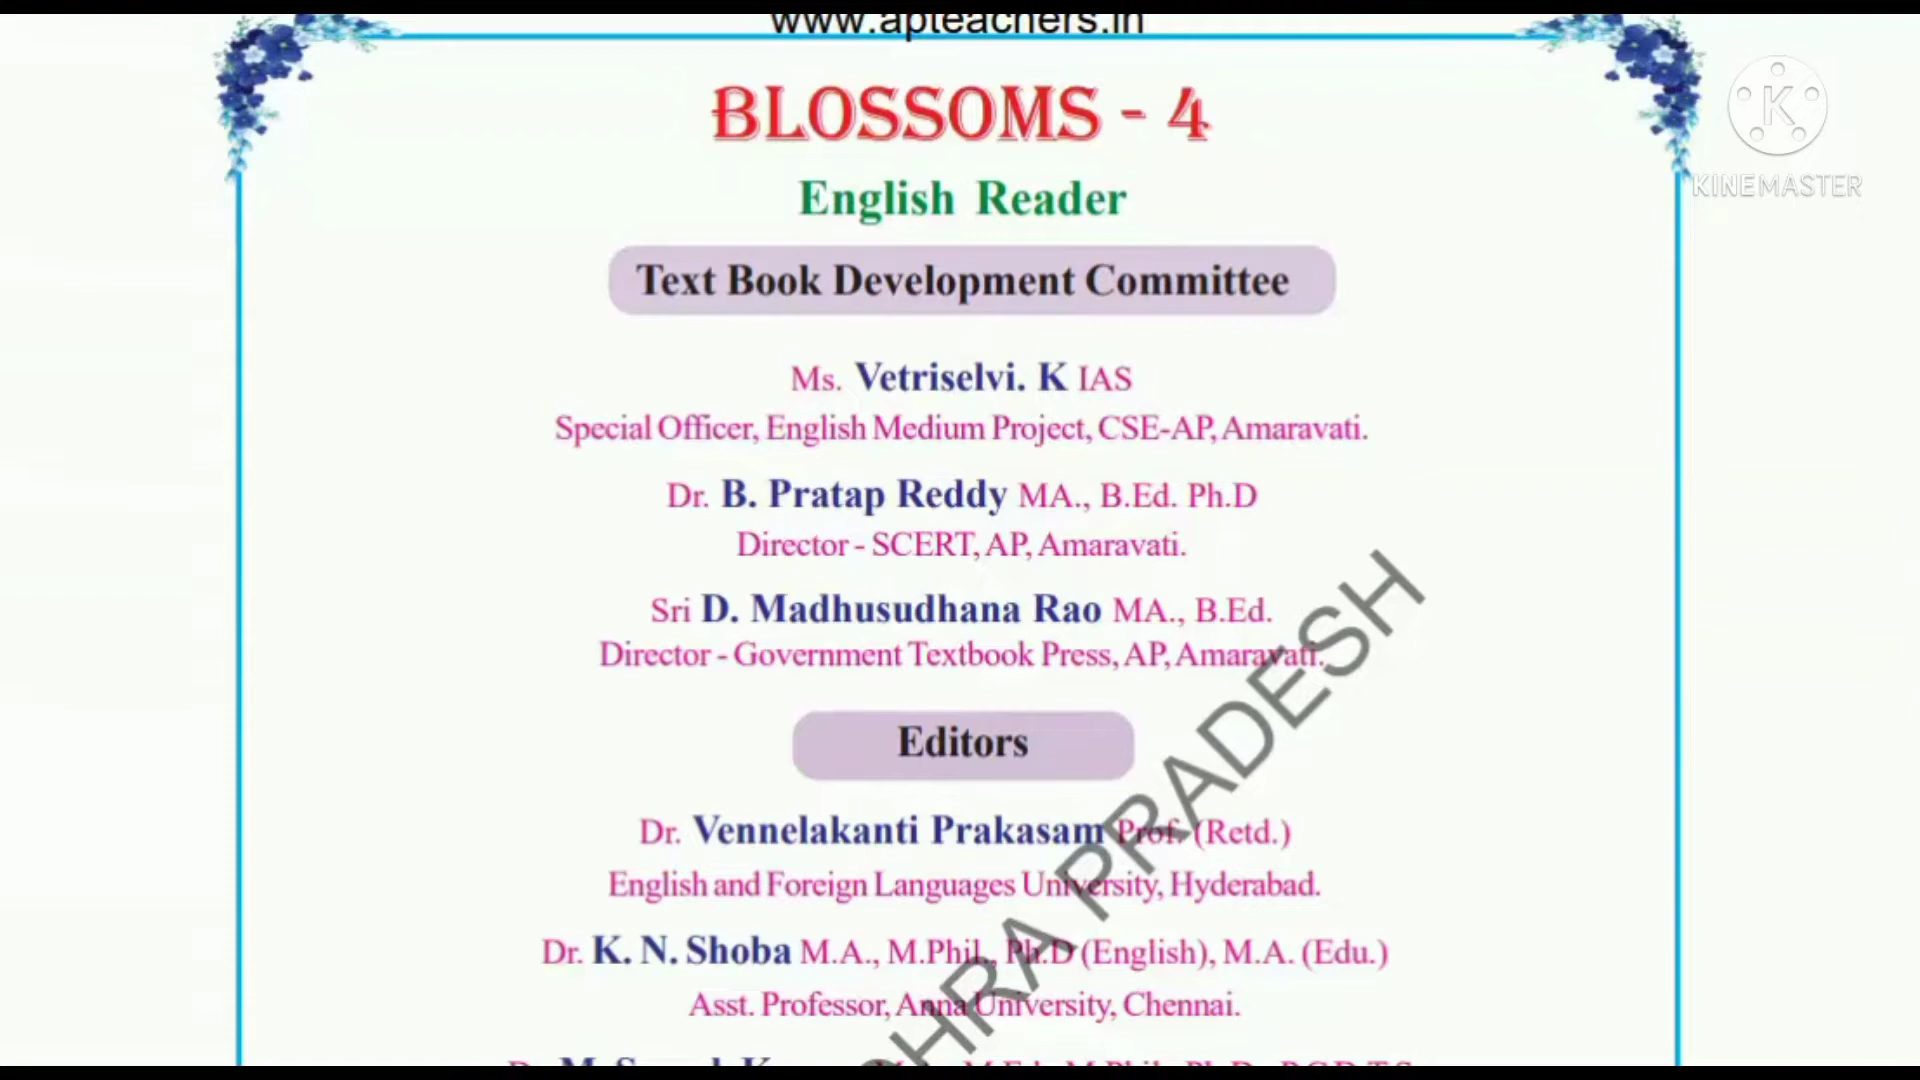 www.apteachers.in
BLOSSOMS - 4
KINEMASTER
English Reader
Text Book Development Committee
Ms. Vetriselvi. K IAS
Special Officer, English Medium Project, CSE-AP, Amaravati.
Dr. B. Pratap Reddy MA., B.Ed. Ph.D
Director - SCERT, AP, Amaravati.
Sri D. Madhusudhana Rao MA., B.Ed.
Director - Government Textbook Press, AP, Amaravati.
Editors
Dr. Vennelakanti Prakasam Prof. (Retd.)
English and Foreign Languages University, Hyderabad.
Dr. K. N. Shoba M.A., M.Phil., Ph.D (English), M.A. (Edu.)
Asst. Professor, Anna University, Chennai.
PRADESH